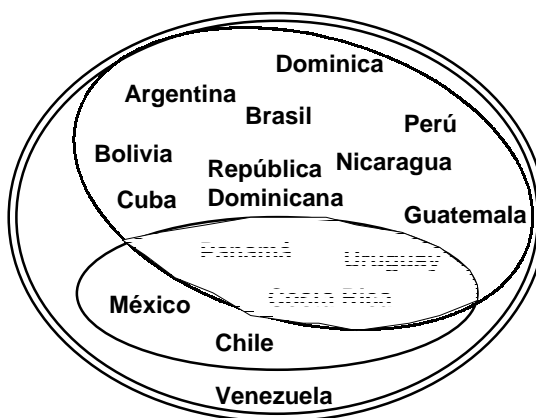 Dominica
Argentina
Brasil
Perú
Bolivia
República
Dominicana
Nicaragua
Cuba
Guatemala
Panamá
Uruguay
Costa Rica
México
Chile
Venezuela